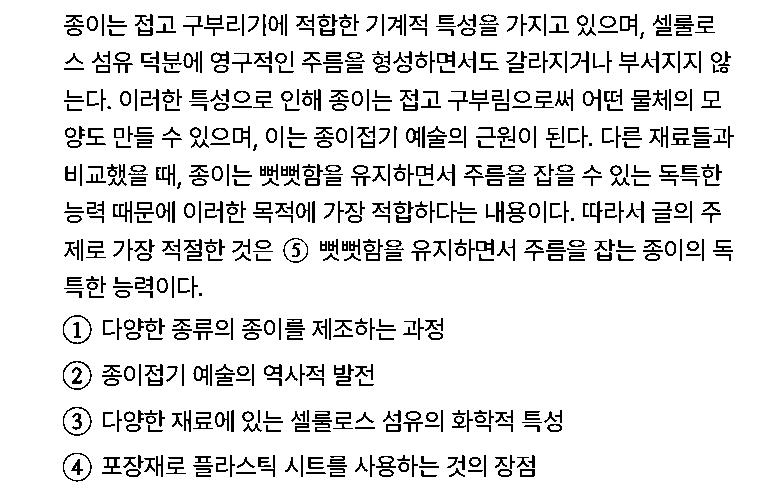 종이는 접고 구부리기에 적합한 기계적 특성을 가지고 있으며, 셀룰로
스 섬유 덕분에 영구적인 주름을 형성하면서도 갈라지거나 부서지지 않
는다. 이러한 특성으로 인해 종이는 접고 구부림으로써 어떤 물체의 모
양도 만들 수 있으며, 이는 종이접기 예술의 근원이 된다. 다른 재료들과
비교했을 때, 종이는 뻣뻣함을 유지하면서 주름을 잡을 수 있는 독특한
능력 때문에 이러한 목적에 가장 적합하다는 내용이다. 따라서 글의 주
제로 가장 적절한 것은 ⑤ 뻣뻣함을 유지하면서 주름을 잡는 종이의 독
특한 능력이다.
① 다양한 종류의 종이를 제조하는 과정
② 종이접기 예술의 역사적 발전
③ 다양한 재료에 있는 셀룰로스 섬유의 화학적 특성
④ 포장재로 플라스틱 시트를 사용하는 것의 장점